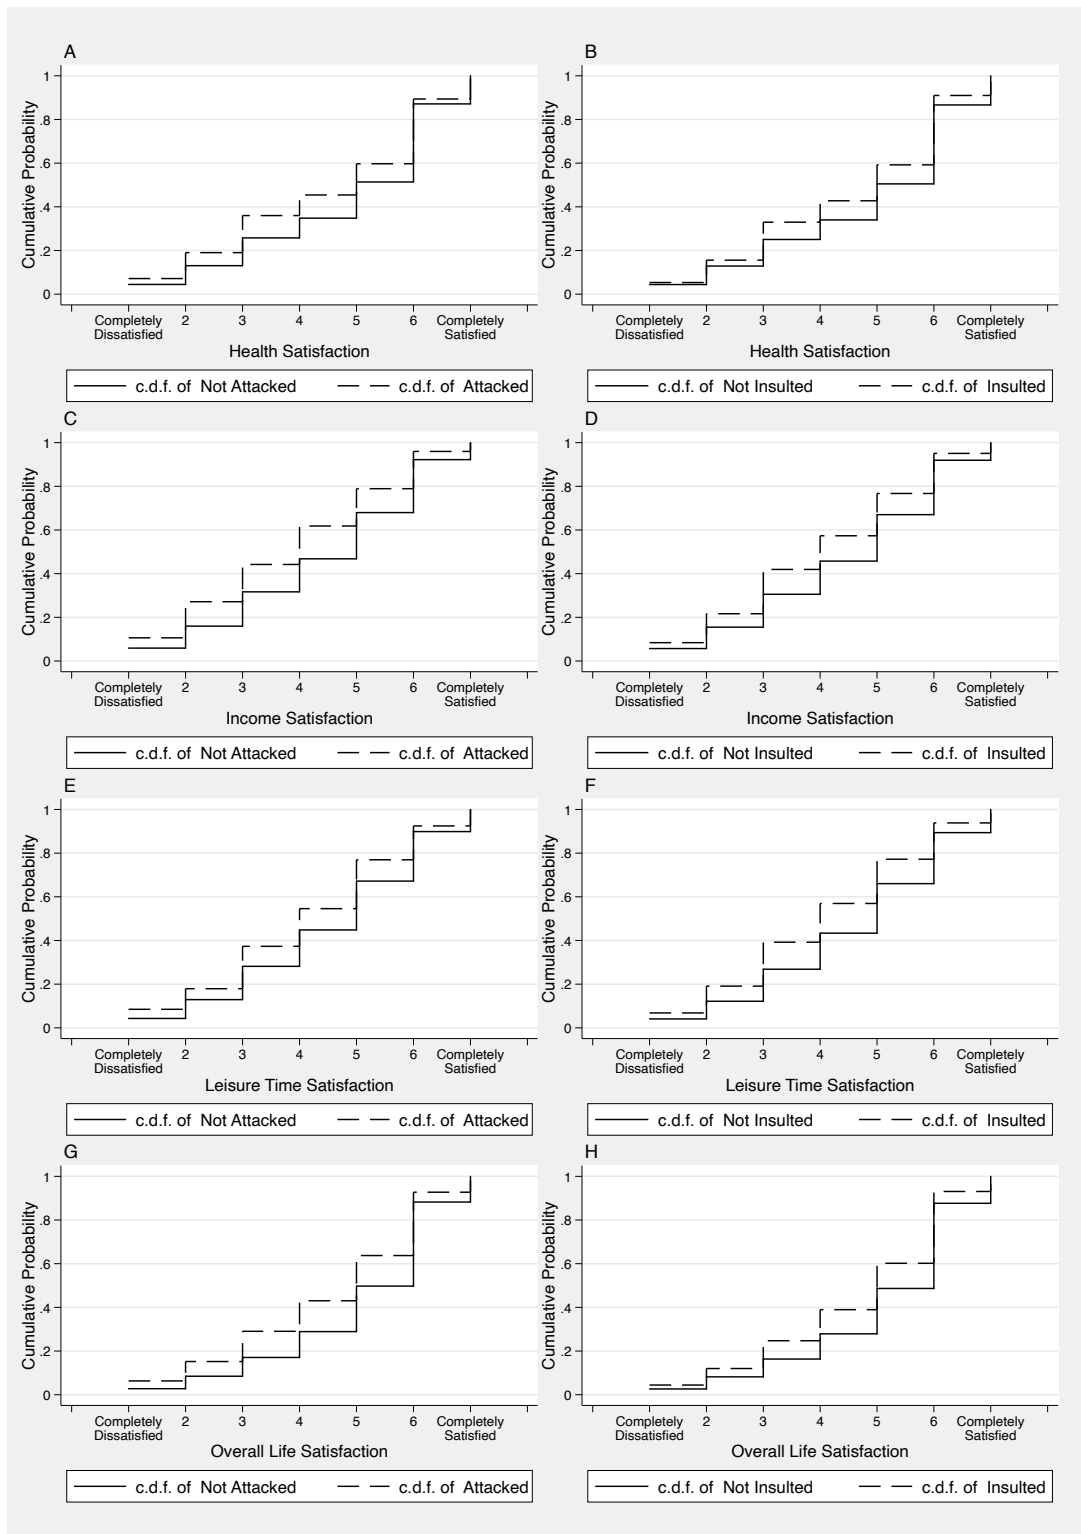 A
Cumulative Probability
1
.8
.6
.4
.2
0
Completely Dissatisfied 2 3 4 5 6 Completely Satisfied
Health Satisfaction
c.d.f. of Not Attacked c.d.f. of Attacked
B
Cumulative Probability
1
.8
.6
.4
.2
0
Completely Dissatisfied 2 3 4 5 6 Completely Satisfied
Health Satisfaction
c.d.f. of Not Insulted c.d.f. of Insulted
C
Cumulative Probability
1
.8
.6
.4
.2
0
Completely Dissatisfied 2 3 4 5 6 Completely Satisfied
Income Satisfaction
c.d.f. of Not Attacked c.d.f. of Attacked
D
Cumulative Probability
1
.8
.6
.4
.2
0
Completely Dissatisfied 2 3 4 5 6 Completely Satisfied
Income Satisfaction
c.d.f. of Not Insulted c.d.f. of Insulted
E
Cumulative Probability
1
.8
.6
.4
.2
0
Completely Dissatisfied 2 3 4 5 6 Completely Satisfied
Leisure Time Satisfaction
c.d.f. of Not Attacked c.d.f. of Attacked
F
Cumulative Probability
1
.8
.6
.4
.2
0
Completely Dissatisfied 2 3 4 5 6 Completely Satisfied
Leisure Time Satisfaction
c.d.f. of Not Insulted c.d.f. of Insulted
G
Cumulative Probability
1
.8
.6
.4
.2
0
Completely Dissatisfied 2 3 4 5 6 Completely Satisfied
Overall Life Satisfaction
c.d.f. of Not Attacked c.d.f. of Attacked
H
Cumulative Probability
1
.8
.6
.4
.2
0
Completely Dissatisfied 2 3 4 5 6 Completely Satisfied
Overall Life Satisfaction
c.d.f. of Not Insulted c.d.f. of Insulted